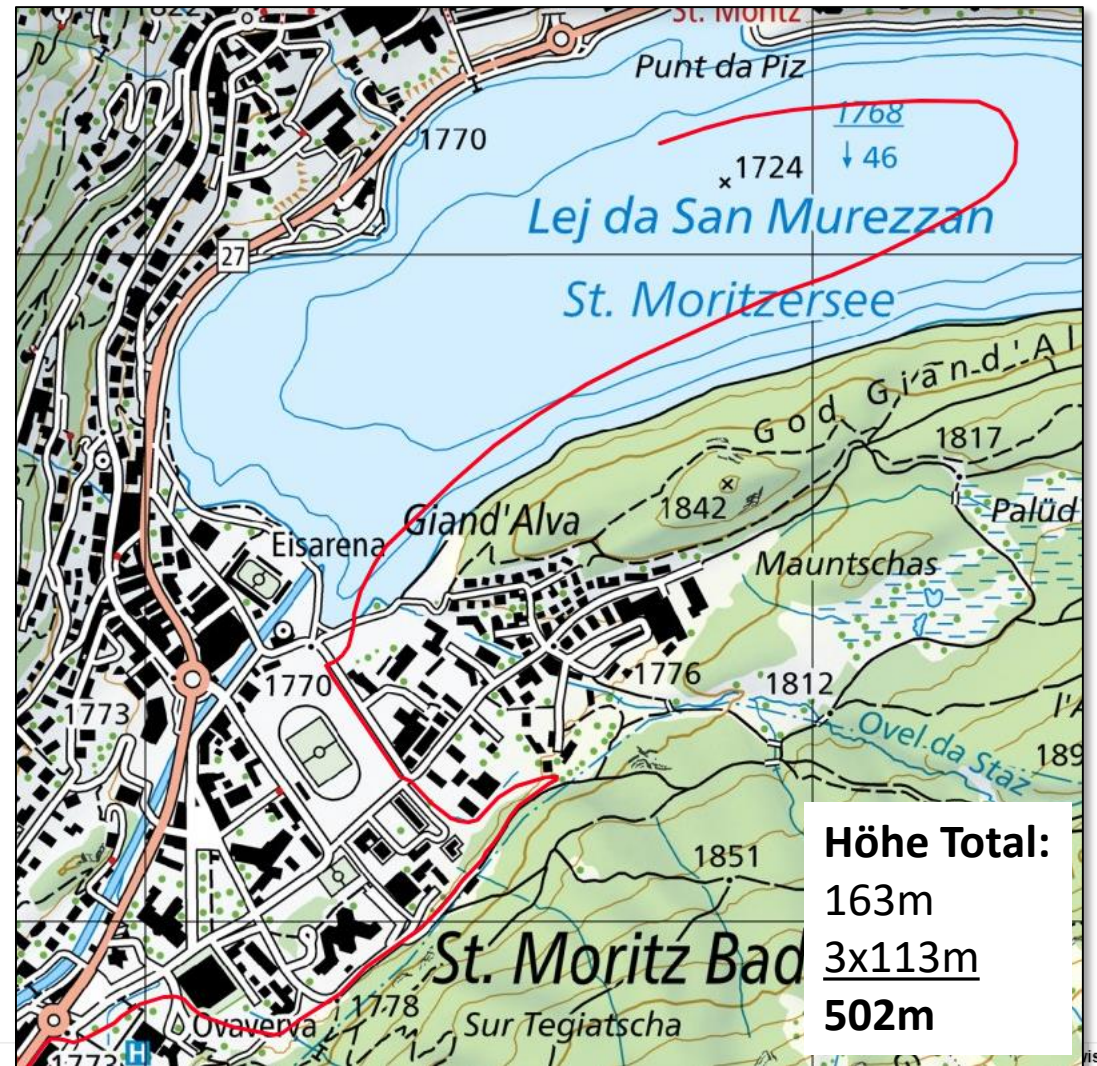 1822
St. Moritz
Punt da Piz
1770
1768
46
1724
Lej da San Murezzan
27
St. Moritzersee
God Giand'Al
1817
1842
Palüd
Giand'Alva
Eisarena
Mauntschas
1770
1776
1812
1773
l'A
Ovel da Staz
189
1851
Höhe Total:
163m
3x113m
502m
St. Moritz Bad
1778
Ovaverva
Sur Tegiatscha
1773
H